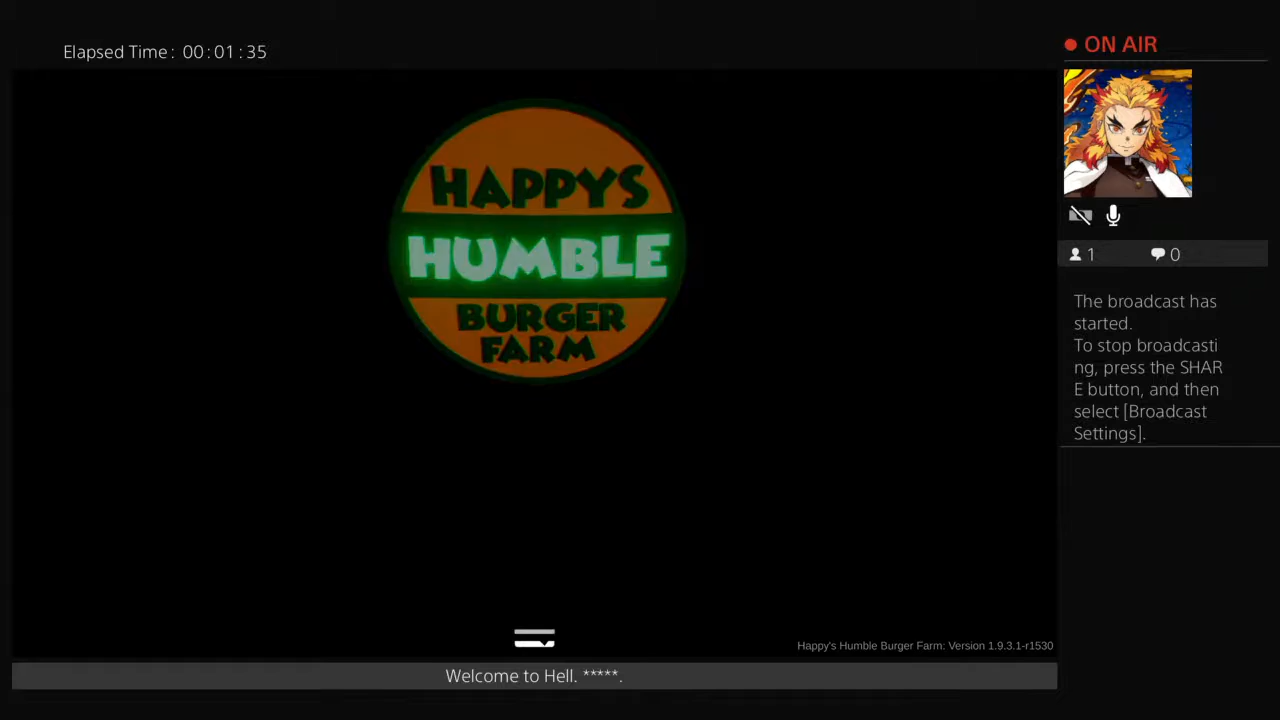 Elapsed Time: 00:01:35
ON AIR
HAPPYS
HUMBLE
BURGER
FARM
1
0
The broadcast has
started.
To stop broadcasti
ng, press the SHAR
E button, and then
select [Broadcast
Settings].
Happy's Humble Burger Farm: Version 1.9.3.1-r1530
Welcome to Hell. *****.